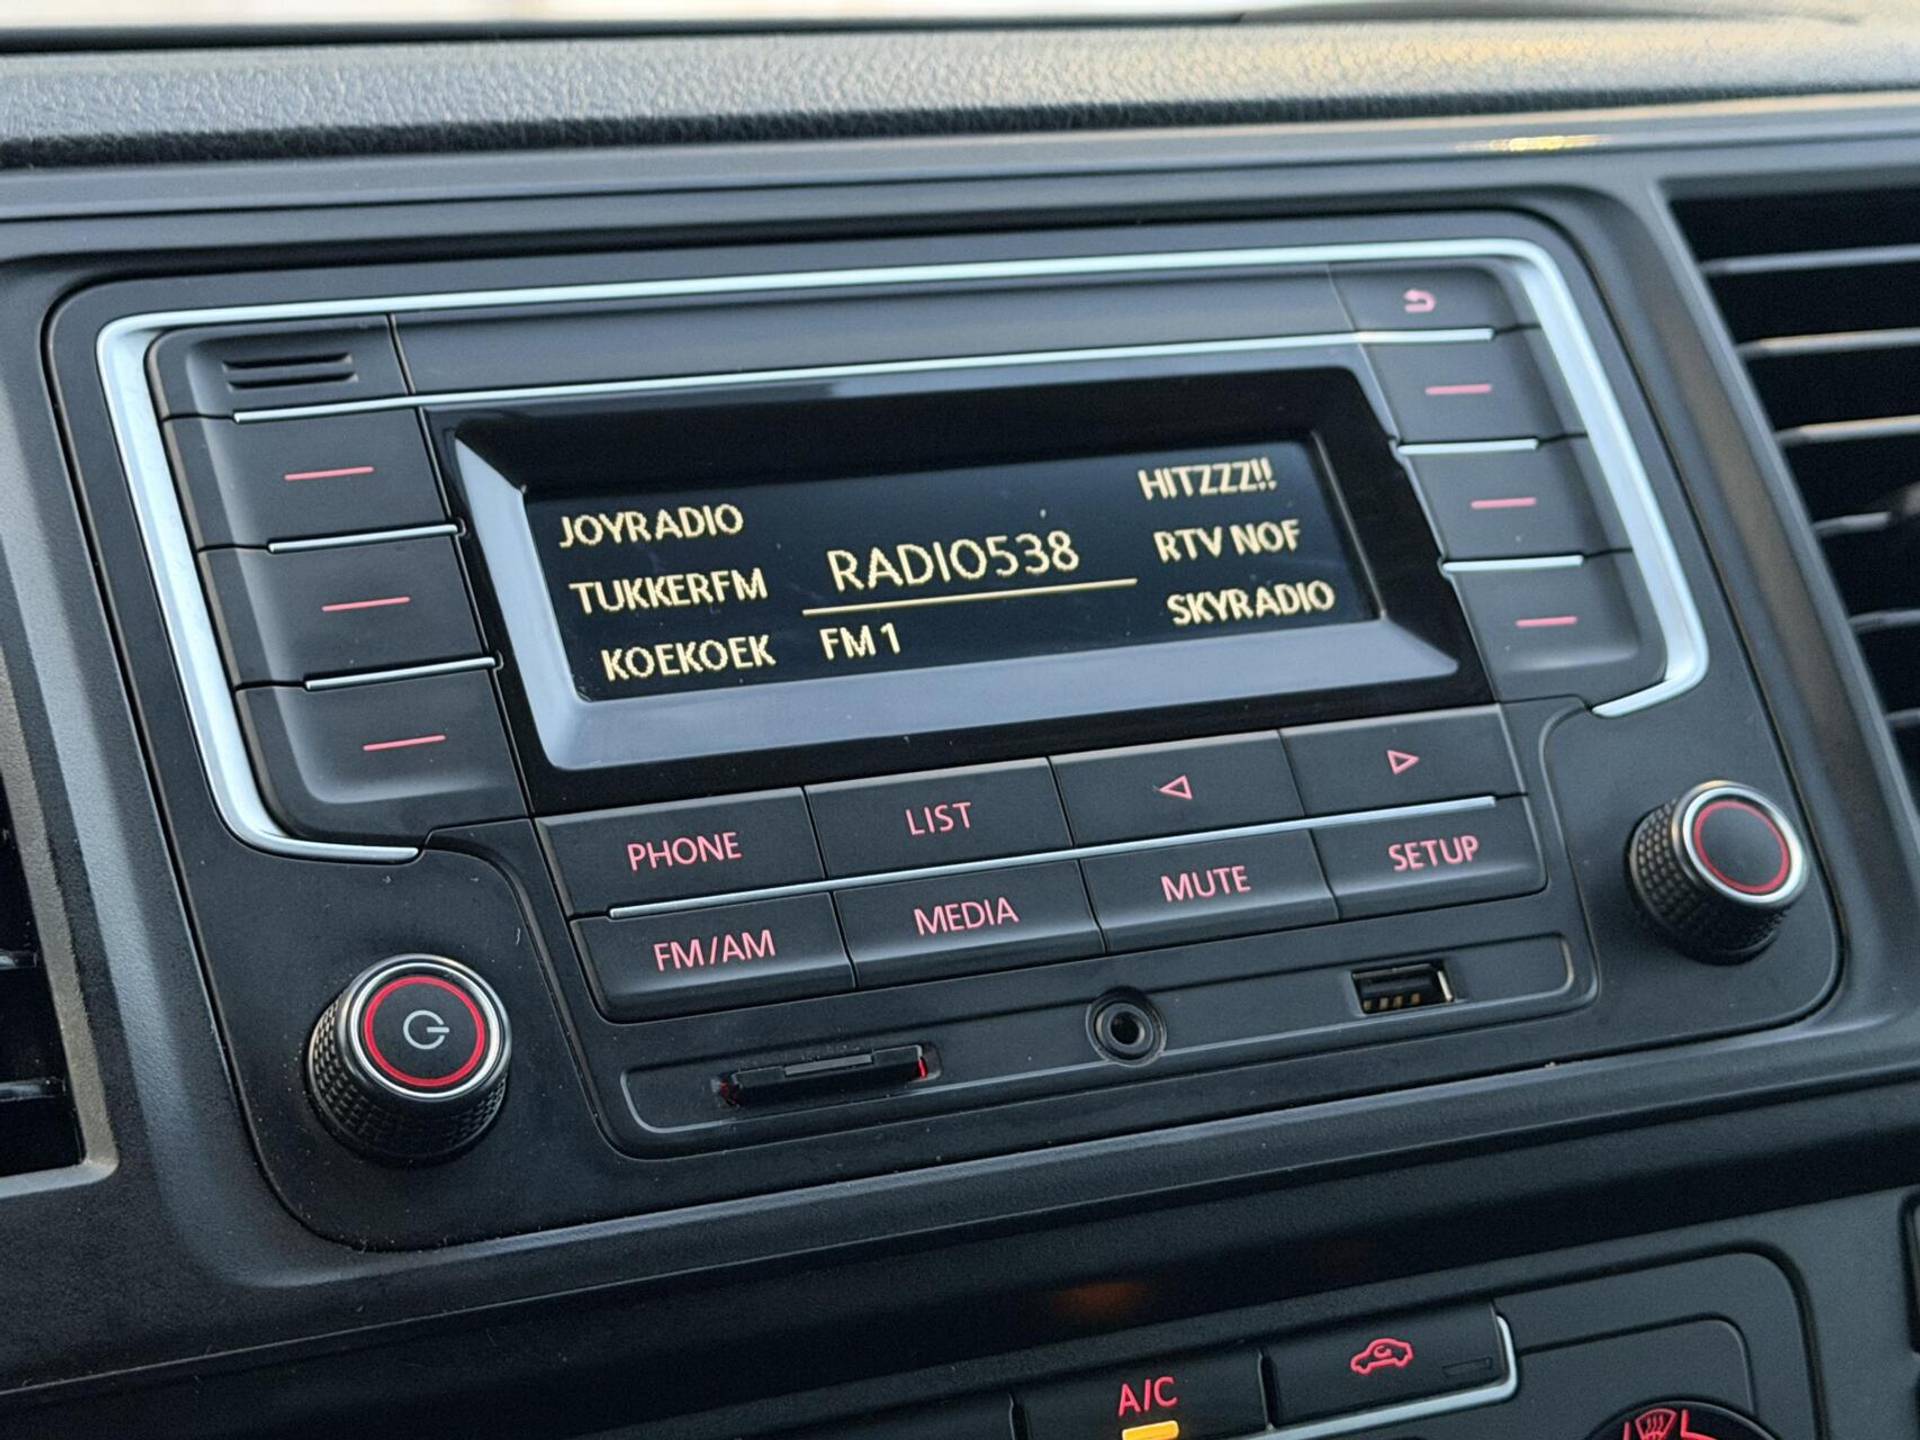 JOYRADIO
TUKKERFM
KOEKOEK
RADIO538
FM 1
HITZZZ!!
RTV NOF
SKYRADIO
PHONE
LIST
FM/AM
MEDIA
MUTE
SETUP
A/C